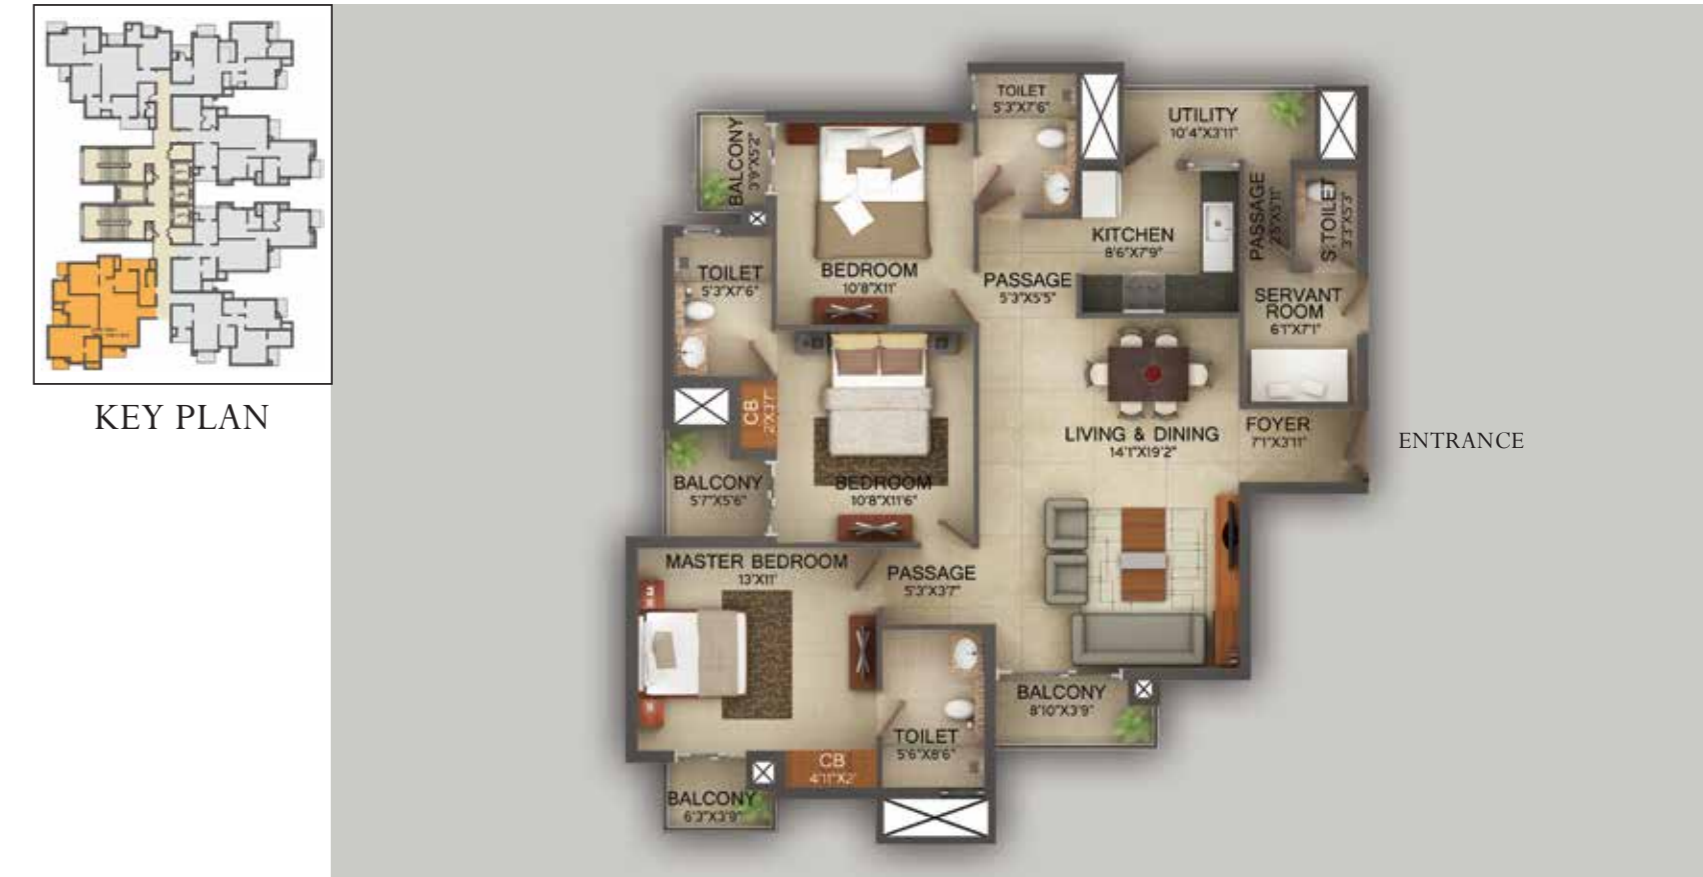 KEY PLAN
TOILET
5'3"X7'6"
UTILITY
10'4"X3'11"
BALCONY
3'9"X5'2"
BEDROOM
10'8"X11'
KITCHEN
8'6"X7'9"
PASSAGE
2'5"X5'11"
S.TOILET
3'3"X5'3"
TOILET
5'3"X7'6"
PASSAGE
5'3"X5'5"
SERVANT
ROOM
6'1"X7'1"
CB
2'X3'7"
LIVING & DINING
14'1"X19'2"
FOYER
7'1"X3'11"
ENTRANCE
BALCONY
5'7"X5'6"
BEDROOM
10'8"X11'6"
MASTER BEDROOM
13'X11'
PASSAGE
5'3"X3'7"
BALCONY
8'10"X3'9"
TOILET
5'6"X8'6"
CB
4'11"X2'
BALCONY
6'3"X3'9"